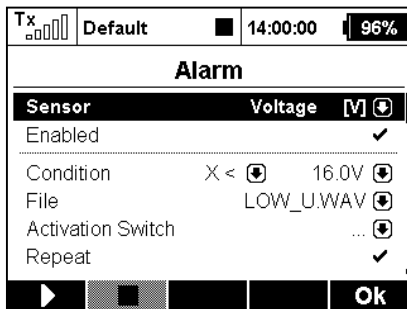 Tx Default 14:00:00 96%
Alarm
Sensor Voltage [V]
Enabled
Condition X < 16.0V
File LOW_U.WAV
Activation Switch ...
Repeat
Ok